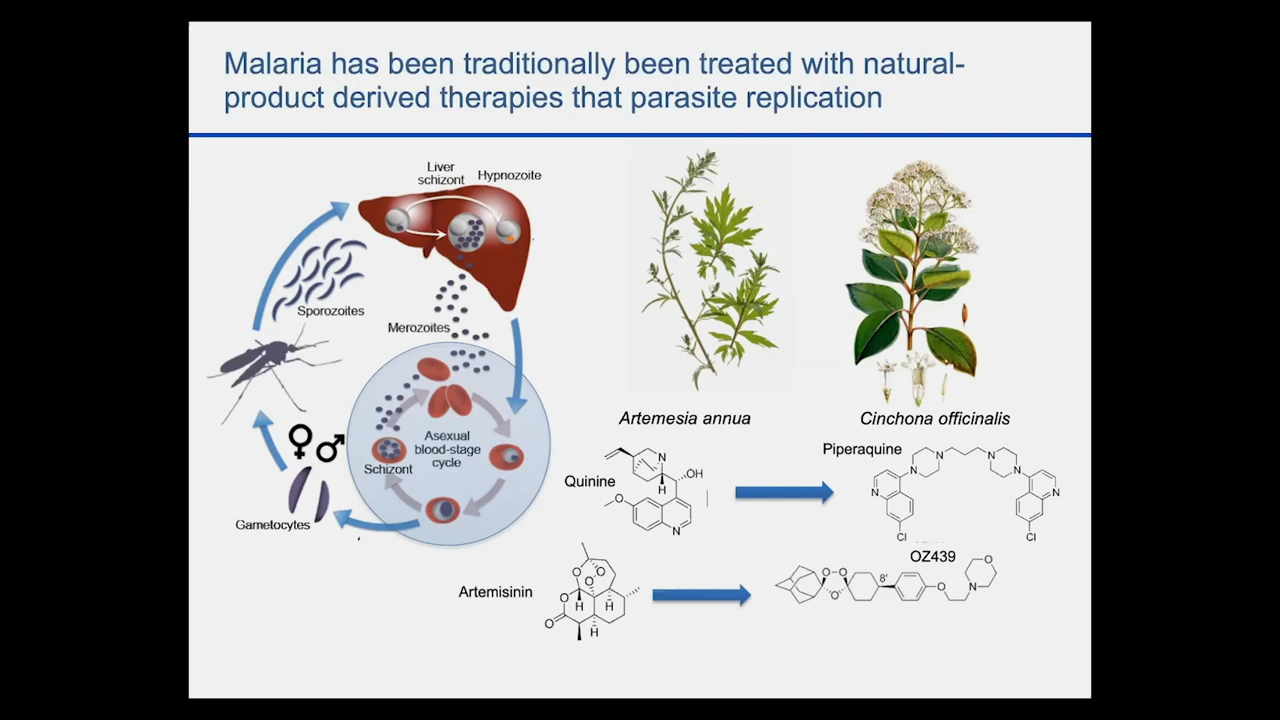 Malaria has been traditionally been treated with natural-
product derived therapies that parasite replication
Liver
schizont
Hypnozoite
Sporozoites
Merozoites
Asexual
blood-stage
cycle
Schizont
Gametocytes
Artemesia annua
Cinchona officinalis
Quinine
N
OH
H
O
N
Piperaquine
N
N
N
N
N
N
Cl
Cl
Artemisinin
O
O
O
O
O
H
H
H
OZ439
O
O
O
8'
O
N
O